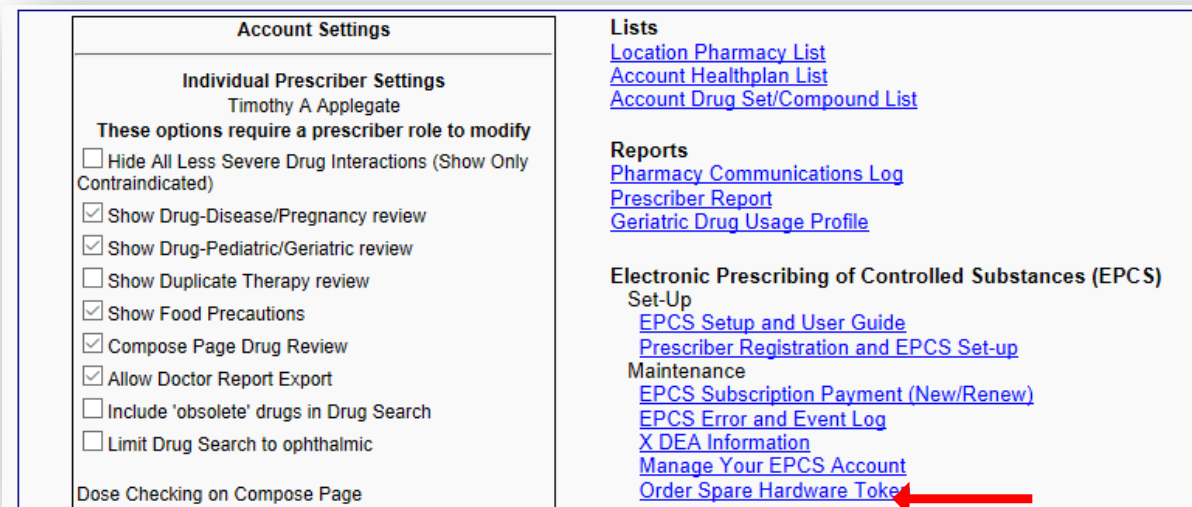 Account Settings
Individual Prescriber Settings
Timothy A Applegate
These options require a prescriber role to modify
Hide All Less Severe Drug Interactions (Show Only
Contraindicated)
Show Drug-Disease/Pregnancy review
Show Drug-Pediatric/Geriatric review
Show Duplicate Therapy review
Show Food Precautions
Compose Page Drug Review
Allow Doctor Report Export
Include 'obsolete' drugs in Drug Search
Limit Drug Search to ophthalmic
Dose Checking on Compose Page
Lists
Location Pharmacy List
Account Healthplan List
Account Drug Set/Compound List
Reports
Pharmacy Communications Log
Prescriber Report
Geriatric Drug Usage Profile
Electronic Prescribing of Controlled Substances (EPCS)
Set-Up
EPCS Setup and User Guide
Prescriber Registration and EPCS Set-up
Maintenance
EPCS Subscription Payment (New/Renew)
EPCS Error and Event Log
X DEA Information
Manage Your EPCS Account
Order Spare Hardware Token